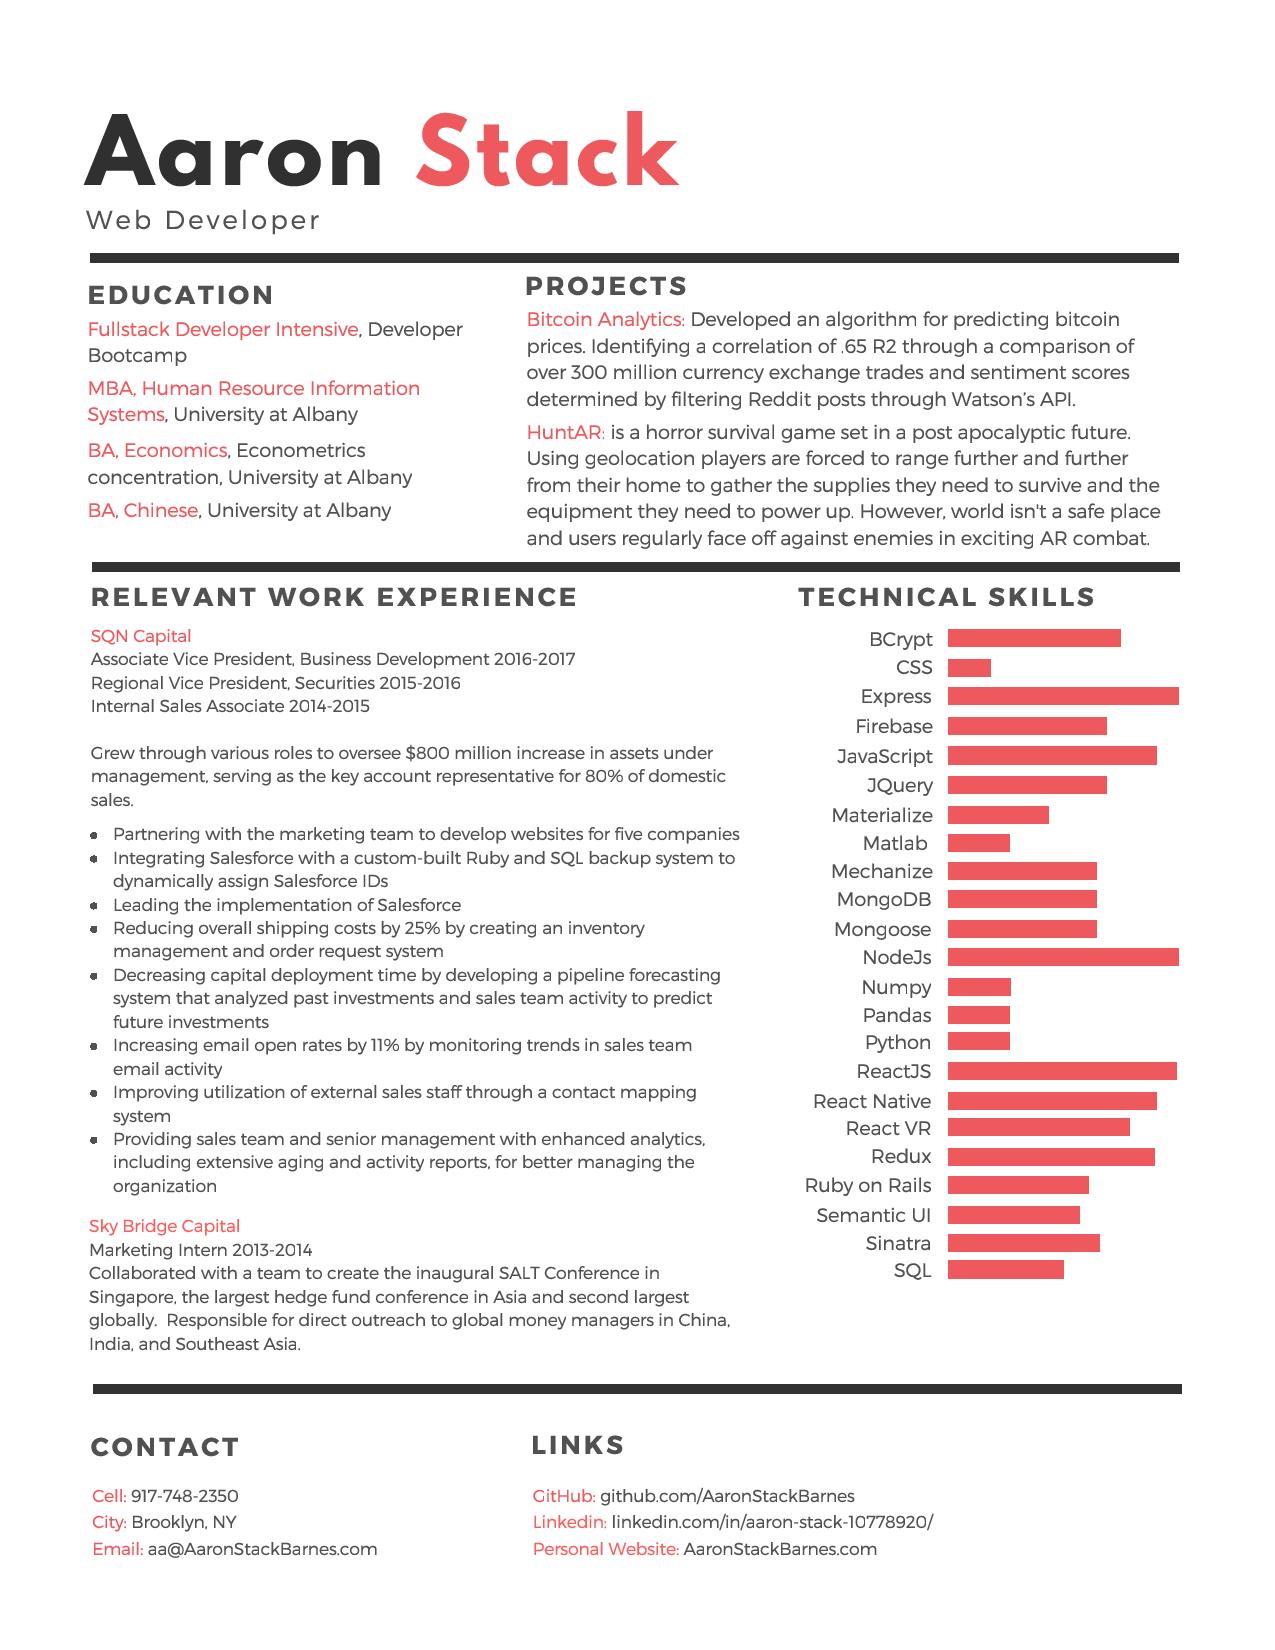 Aaron Stack
Web Developer
EDUCATION
Fullstack Developer Intensive, Developer
Bootcamp
MBA, Human Resource Information
Systems, University at Albany
BA, Economics, Econometrics
concentration, University at Albany
BA, Chinese, University at Albany
PROJECTS
Bitcoin Analytics: Developed an algorithm for predicting bitcoin
prices. Identifying a correlation of .65 R2 through a comparison of
over 300 million currency exchange trades and sentiment scores
determined by filtering Reddit posts through Watson's API.
HuntAR: is a horror survival game set in a post apocalyptic future.
Using geolocation players are forced to range further and further
from their home to gather the supplies they need to survive and the
equipment they need to power up. However, world isn't a safe place
and users regularly face off against enemies in exciting AR combat.
RELEVANT WORK EXPERIENCE
SQN Capital
Associate Vice President, Business Development 2016-2017
Regional Vice President, Securities 2015-2016
Internal Sales Associate 2014-2015
Grew through various roles to oversee $800 million increase in assets under
management, serving as the key account representative for 80% of domestic
sales.
• Partnering with the marketing team to develop websites for five companies
• Integrating Salesforce with a custom-built Ruby and SQL backup system to
dynamically assign Salesforce IDs
• Leading the implementation of Salesforce
• Reducing overall shipping costs by 25% by creating an inventory
management and order request system
• Decreasing capital deployment time by developing a pipeline forecasting
system that analyzed past investments and sales team activity to predict
future investments
• Increasing email open rates by 11% by monitoring trends in sales team
email activity
• Improving utilization of external sales staff through a contact mapping
system
• Providing sales team and senior management with enhanced analytics,
including extensive aging and activity reports, for better managing the
organization
Sky Bridge Capital
Marketing Intern 2013-2014
Collaborated with a team to create the inaugural SALT Conference in
Singapore, the largest hedge fund conference in Asia and second largest
globally.  Responsible for direct outreach to global money managers in China,
India, and Southeast Asia.
TECHNICAL SKILLS
BCrypt
CSS
Express
Firebase
JavaScript
JQuery
Materialize
Matlab
Mechanize
MongoDB
Mongoose
NodeJs
Numpy
Pandas
Python
ReactJS
React Native
React VR
Redux
Ruby on Rails
Semantic UI
Sinatra
SQL
CONTACT
Cell: 917-748-2350
City: Brooklyn, NY
Email: aa@AaronStackBarnes.com
LINKS
GitHub: github.com/AaronStackBarnes
Linkedin: linkedin.com/in/aaron-stack-10778920/
Personal Website: AaronStackBarnes.com